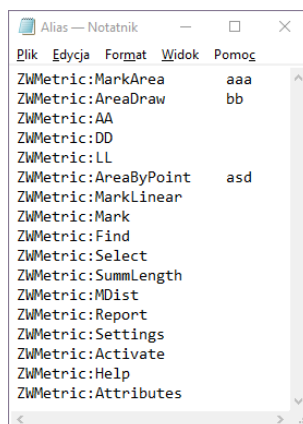 Alias — Notatnik
Plik Edycja Format Widok Pomoc
ZWMetric:MarkArea aaa
ZWMetric:AreaDraw bb
ZWMetric:AA
ZWMetric:DD
ZWMetric:LL
ZWMetric:AreaByPoint asd
ZWMetric:MarkLinear
ZWMetric:Mark
ZWMetric:Find
ZWMetric:Select
ZWMetric:SummLength
ZWMetric:MDist
ZWMetric:Report
ZWMetric:Settings
ZWMetric:Activate
ZWMetric:Help
ZWMetric:Attributes